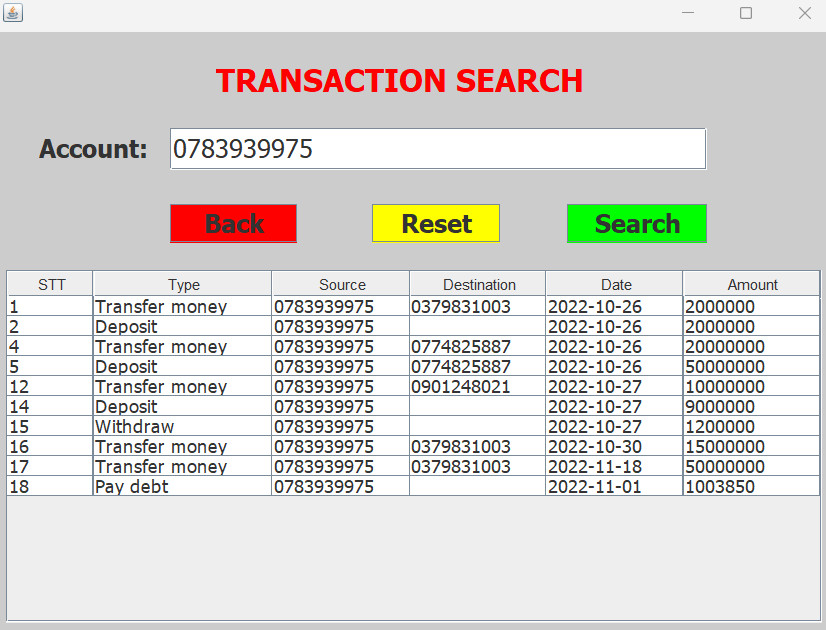 TRANSACTION SEARCH
Account: 0783939975
Back Reset Search
STT Type Source Destination Date Amount
1 Transfer money 0783939975 0379831003 2022-10-26 2000000
2 Deposit 0783939975 2022-10-26 2000000
4 Transfer money 0783939975 0774825887 2022-10-26 20000000
5 Deposit 0783939975 0774825887 2022-10-26 50000000
12 Transfer money 0783939975 0901248021 2022-10-27 10000000
14 Deposit 0783939975 2022-10-27 9000000
15 Withdraw 0783939975 2022-10-27 1200000
16 Transfer money 0783939975 0379831003 2022-10-30 15000000
17 Transfer money 0783939975 0379831003 2022-11-18 50000000
18 Pay debt 0783939975 2022-11-01 1003850